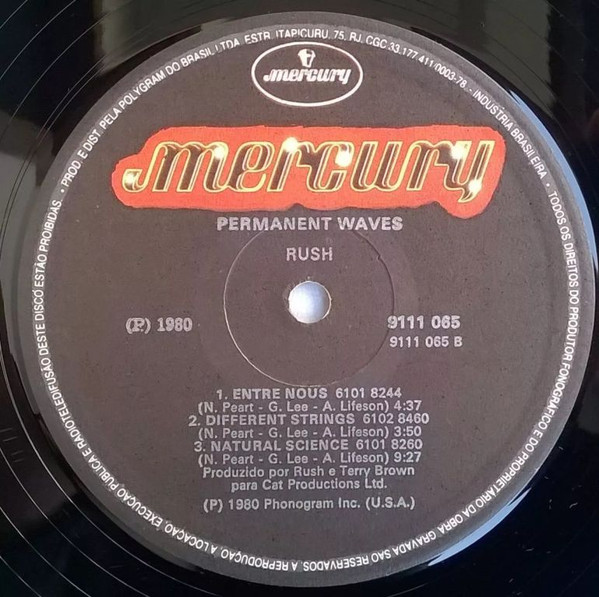 • PROD. E DIST. PELA POLYGRAM DO BRASIL LTDA. ESTR. ITAPICURU, 75, RJ. CGC 33.177.411/0003-78. - INDUSTRIA BRASILEIRA.
• TODOS OS DIREITOS DO PRODUTOR FONOGRÁFICO E DO PROPRIETÁRIO DA OBRA GRAVADA SÃO RESERVADOS. A REPRODUÇÃO, A LOCAÇÃO, EXECUÇÃO PÚBLICA E RADIOTELEDIFUSÃO DESTE DISCO ESTÃO PROIBIDAS.
mercury
mercury
PERMANENT WAVES
RUSH
(P) 1980
9111 065
9111 065 B
1. ENTRE NOUS 6101 8244
(N. Peart - G. Lee - A. Lifeson) 4:37
2. DIFFERENT STRINGS 6102 8460
(N. Peart - G. Lee - A. Lifeson) 3:50
3. NATURAL SCIENCE 6101 8260
(N. Peart - G. Lee - A. Lifeson) 9:27
Produzido por Rush e Terry Brown
para Cat Productions Ltd.
(P) 1980 Phonogram Inc. (U.S.A.)